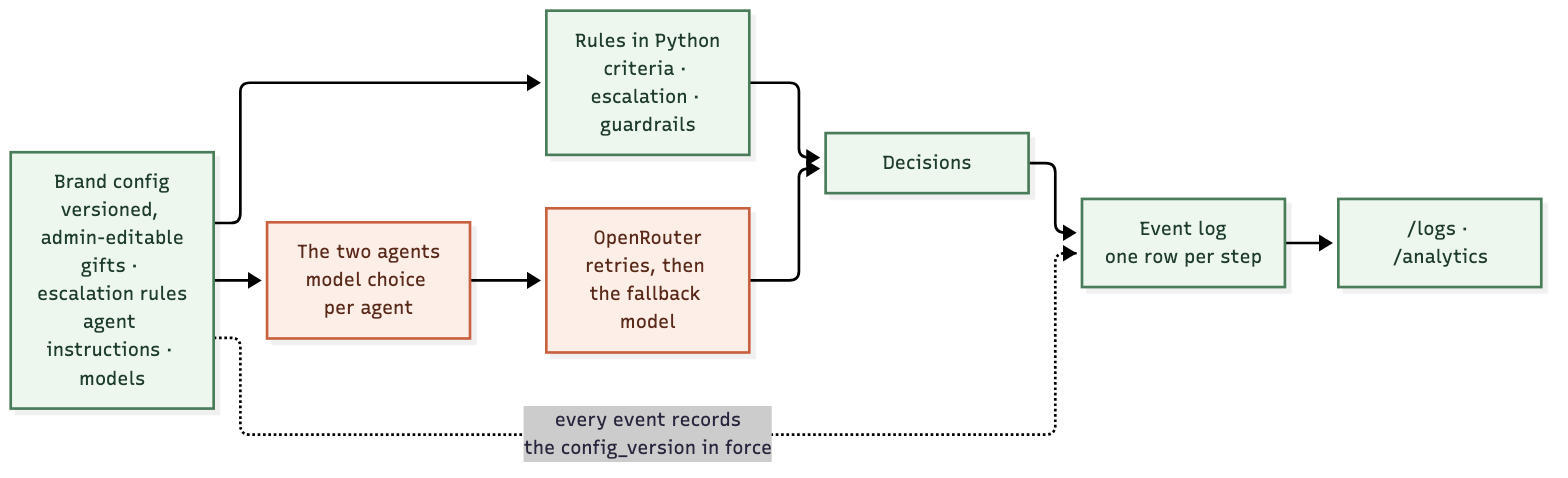 Brand config
versioned,
admin-editable
gifts ·
escalation rules
agent
instructions ·
models
Rules in Python
criteria ·
escalation ·
guardrails
The two agents
model choice
per agent
OpenRouter
retries, then
the fallback
model
Decisions
Event log
one row per step
/logs ·
/analytics
every event records
the config_version in force